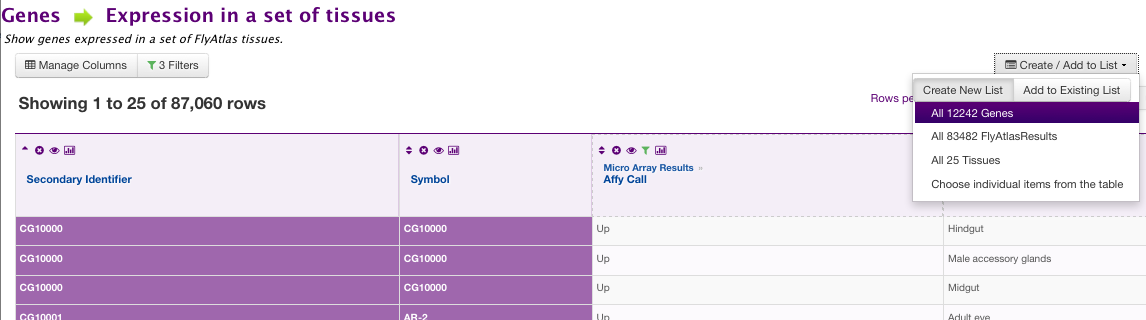 Genes Expression in a set of tissues
Show genes expressed in a set of FlyAtlas tissues.
Manage Columns 3 Filters Create / Add to List
Create New List Add to Existing List
Showing 1 to 25 of 87,060 rows Rows
All 12242 Genes
All 83482 FlyAtlasResults
All 25 Tissues
Choose individual items from the table
Micro Array Results »
Secondary Identifier Symbol Affy Call
CG10000 CG10000 Up Hindgut
CG10000 CG10000 Up Male accessory glands
CG10000 CG10000 Up Midgut
CG10001 AR-2 Up Adult eye